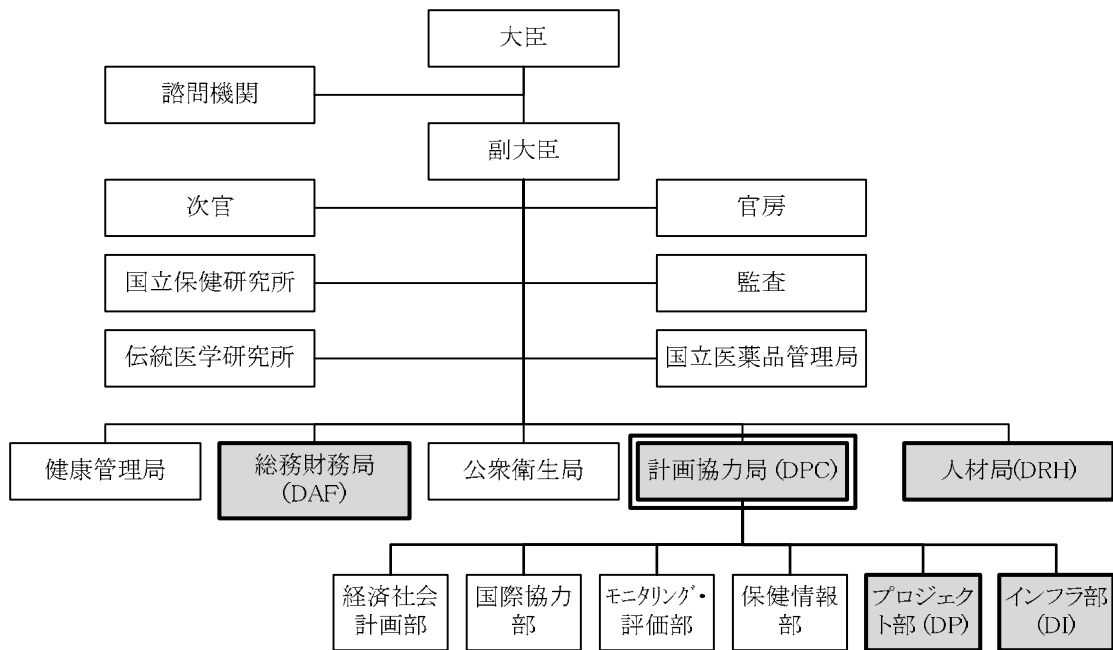 大臣
諮問機関
副大臣
次官
官房
国立保健研究所
監査
伝統医学研究所
国立医薬品管理局
健康管理局
総務財務局
(DAF)
公衆衛生局
計画協力局 (DPC)
人材局(DRH)
経済社会
計画部
国際協力
部
ﾓﾆﾀﾘﾝｸﾞ・
評価部
保健情報
部
プロジェク
ト部 (DP)
インフラ部
(DI)